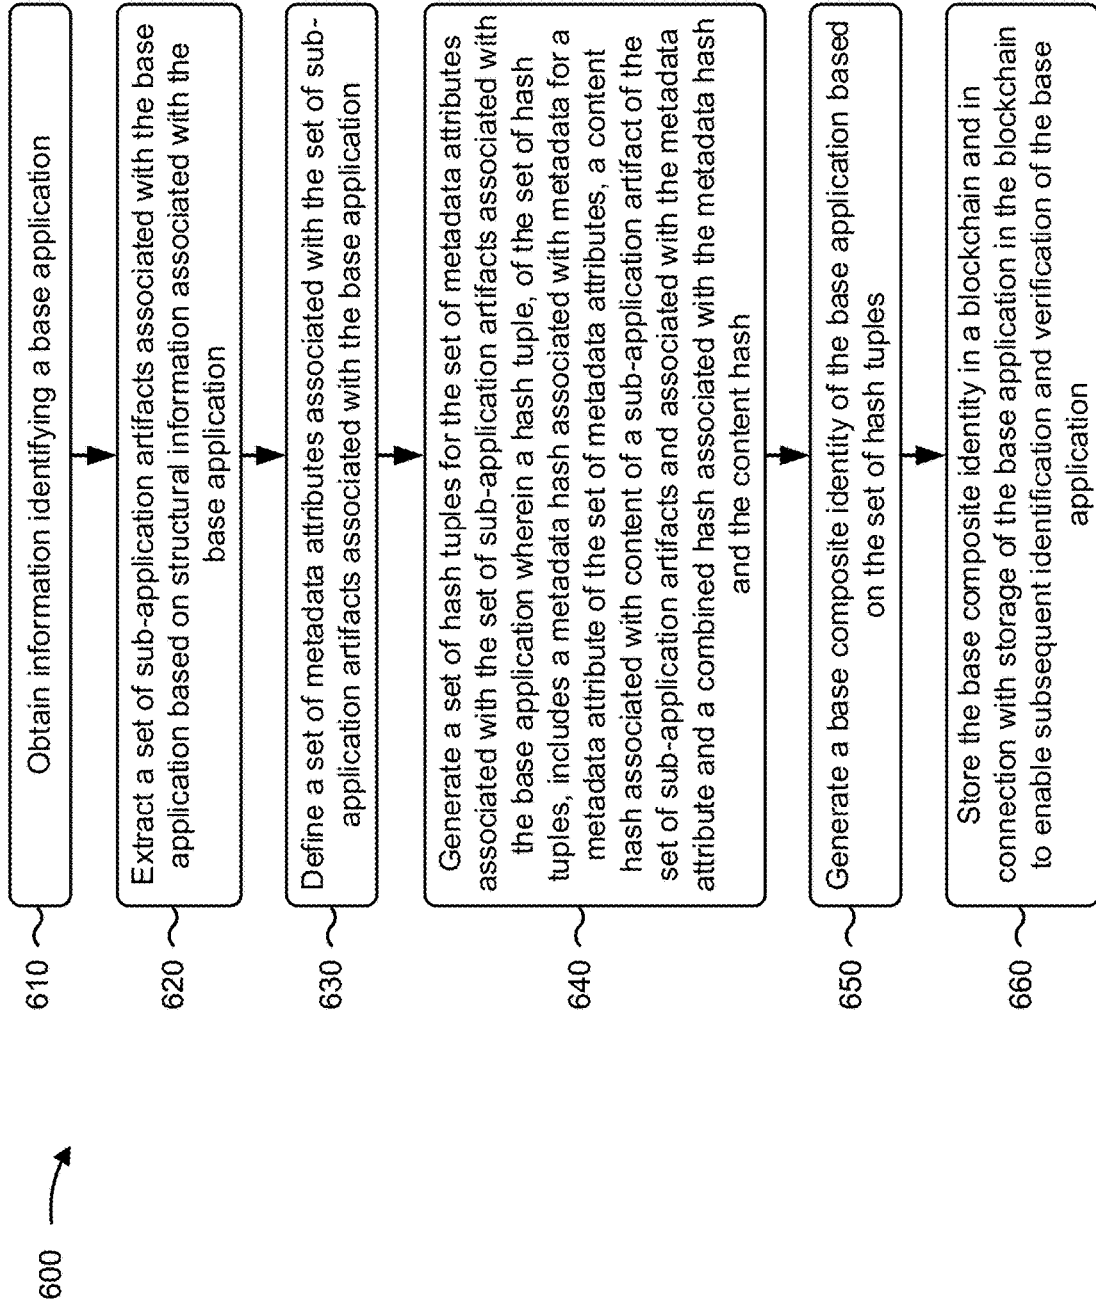 600
610
Obtain information identifying a base application
620
Extract a set of sub-application artifacts associated with the base
application based on structural information associated with the
base application
630
Define a set of metadata attributes associated with the set of sub-
application artifacts associated with the base application
640
Generate a set of hash tuples for the set of metadata attributes
associated with the set of sub-application artifacts associated with
the base application wherein a hash tuple, of the set of hash
tuples, includes a metadata hash associated with metadata for a
metadata attribute of the set of metadata attributes, a content
hash associated with content of a sub-application artifact of the
set of sub-application artifacts and associated with the metadata
attribute and a combined hash associated with the metadata hash
and the content hash
650
Generate a base composite identity of the base application based
on the set of hash tuples
660
Store the base composite identity in a blockchain and in
connection with storage of the base application in the blockchain
to enable subsequent identification and verification of the base
application